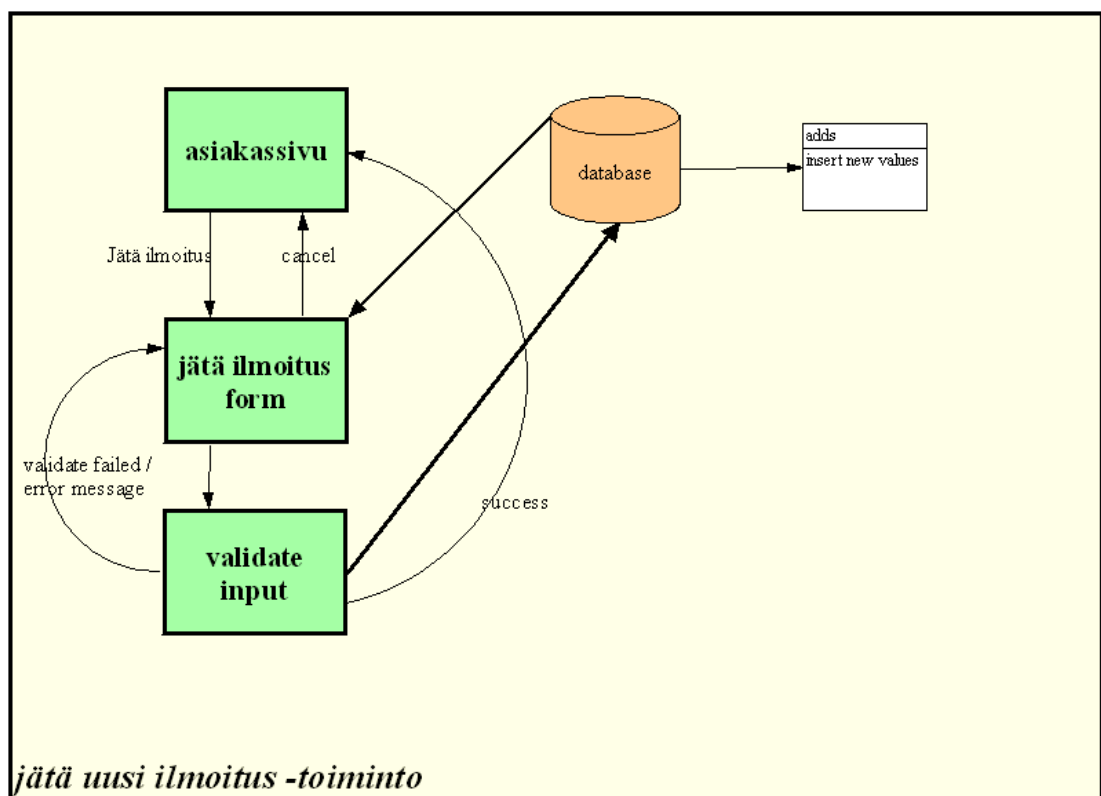 asiakassivu
database
adds
insert new values
Jätä ilmoitus
cancel
jätä ilmoitus
form
validate failed /
error message
success
validate
input
jätä uusi ilmoitus -toiminto